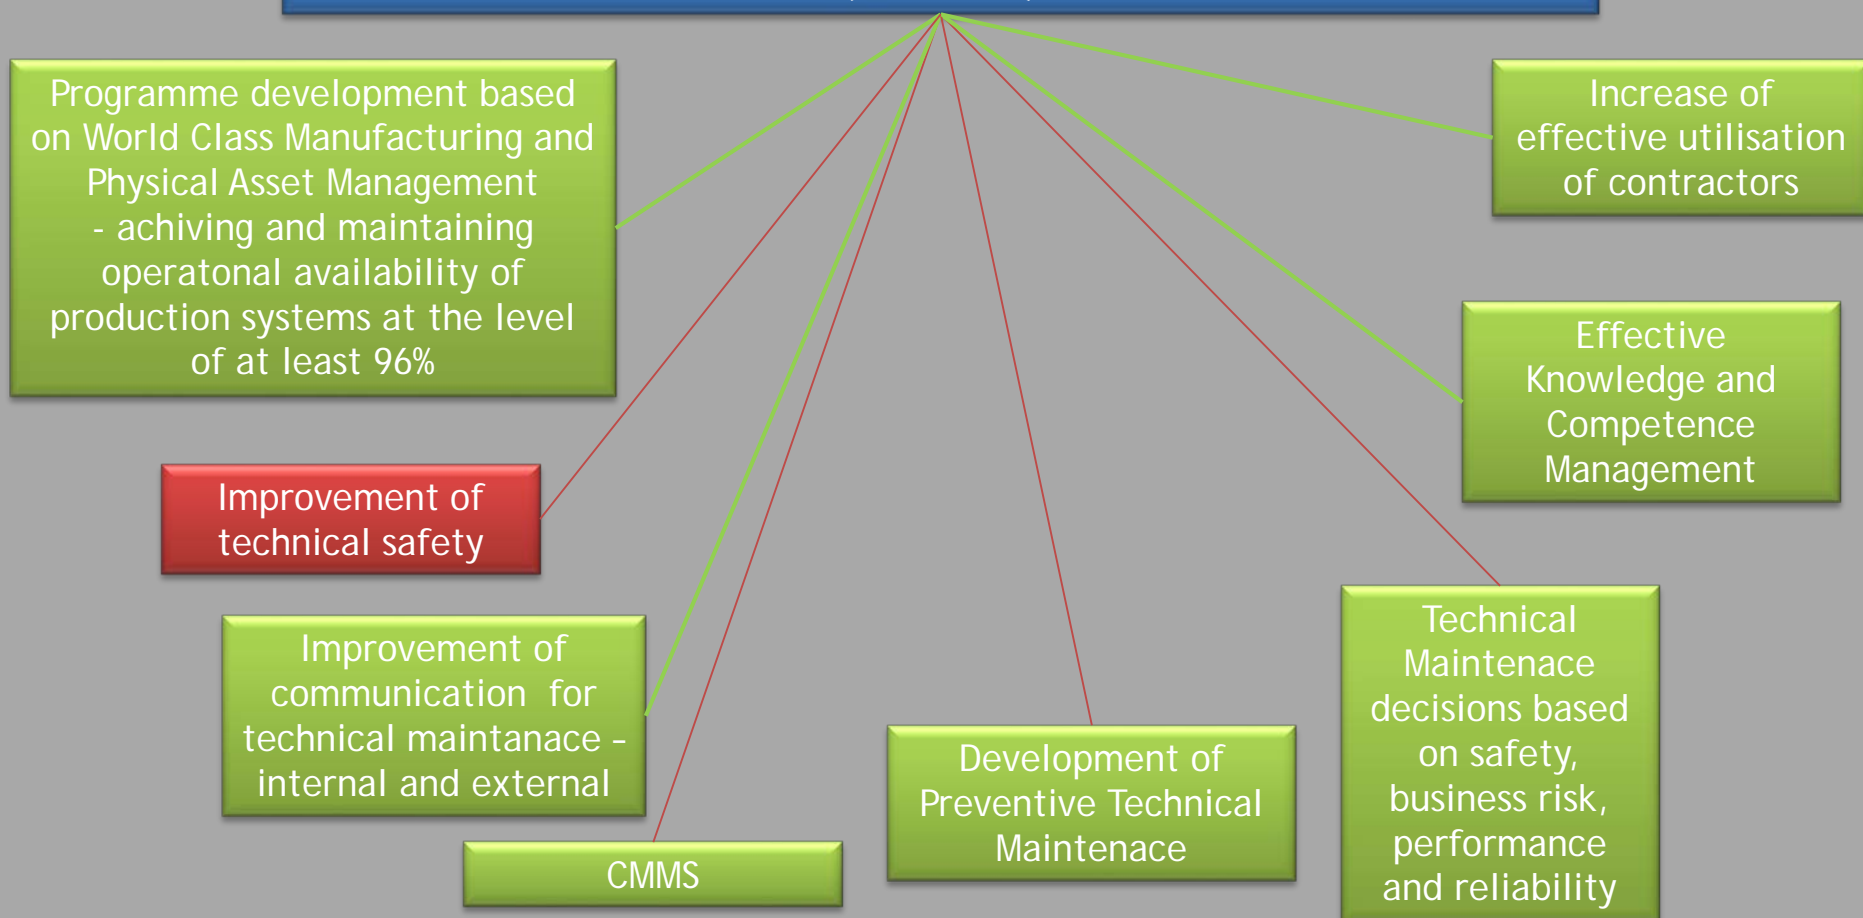 Programme development based
on World Class Manufacturing and
Physical Asset Management
- achiving and maintaining
operatonal availability of
production systems at the level
of at least 96%
Increase of
effective utilisation
of contractors
Effective
Knowledge and
Competence
Management
Improvement of
technical safety
Improvement of
communication  for
technical maintanace –
internal and external
CMMS
Development of
Preventive Technical
Maintenace
Technical
Maintenace
decisions based
on safety,
business risk,
performance
and reliability